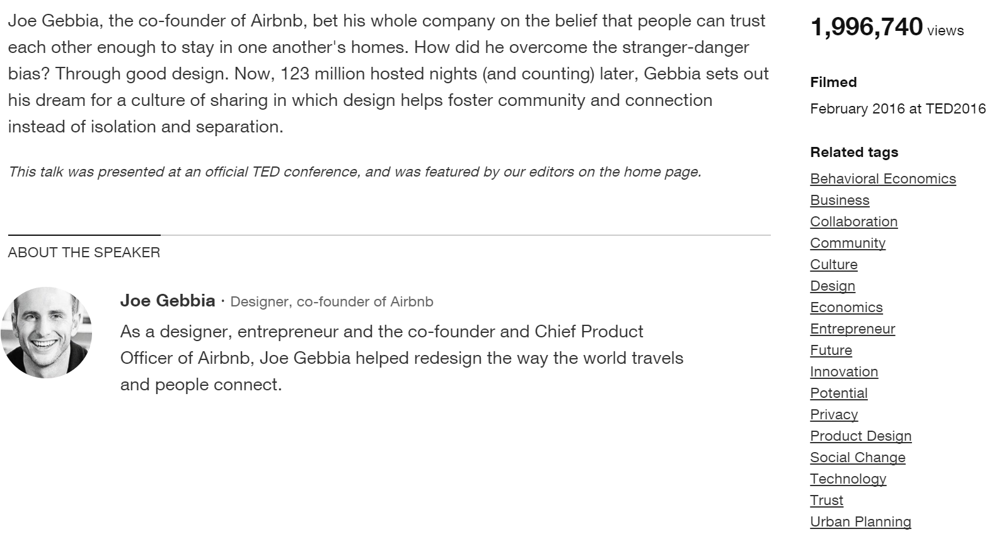 Joe Gebbia, the co-founder of Airbnb, bet his whole company on the belief that people can trust
each other enough to stay in one another's homes. How did he overcome the stranger-danger
bias? Through good design. Now, 123 million hosted nights (and counting) later, Gebbia sets out
his dream for a culture of sharing in which design helps foster community and connection
instead of isolation and separation.
This talk was presented at an official TED conference, and was featured by our editors on the home page.
ABOUT THE SPEAKER
Joe Gebbia · Designer, co-founder of Airbnb
As a designer, entrepreneur and the co-founder and Chief Product
Officer of Airbnb, Joe Gebbia helped redesign the way the world travels
and people connect.
1,996,740 views
Filmed
February 2016 at TED2016
Related tags
Behavioral Economics
Business
Collaboration
Community
Culture
Design
Economics
Entrepreneur
Future
Innovation
Potential
Privacy
Product Design
Social Change
Technology
Trust
Urban Planning